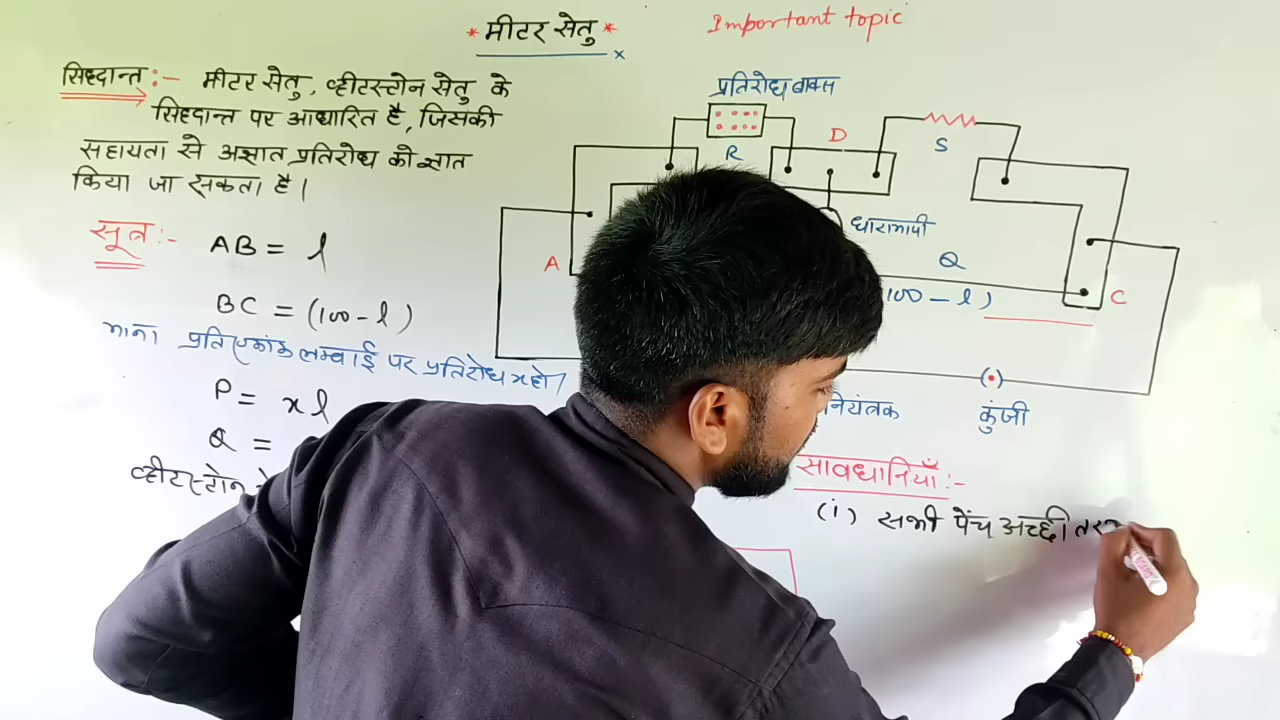 * मीटर सेतु *
Important topic
सिद्धान्त :- मीटर सेतु, व्हीटस्टोन सेतु के
सिद्धान्त पर आधारित है, जिसकी
सहायता से अज्ञात प्रतिरोध को ज्ञात
किया जा सकता है।
सूत्र :-
AB = l
BC = (100 - l)
माना प्रति एकांक लम्बाई पर प्रतिरोध x हो
P = xl
Q =
व्हीटस्टोन
प्रतिरोध बाक्स
R
D
S
धारामापी
A
Q
100 - l)
C
नियंत्रक
कुंजी
सावधानियाँ :-
(i) सभी पेंच अच्छी